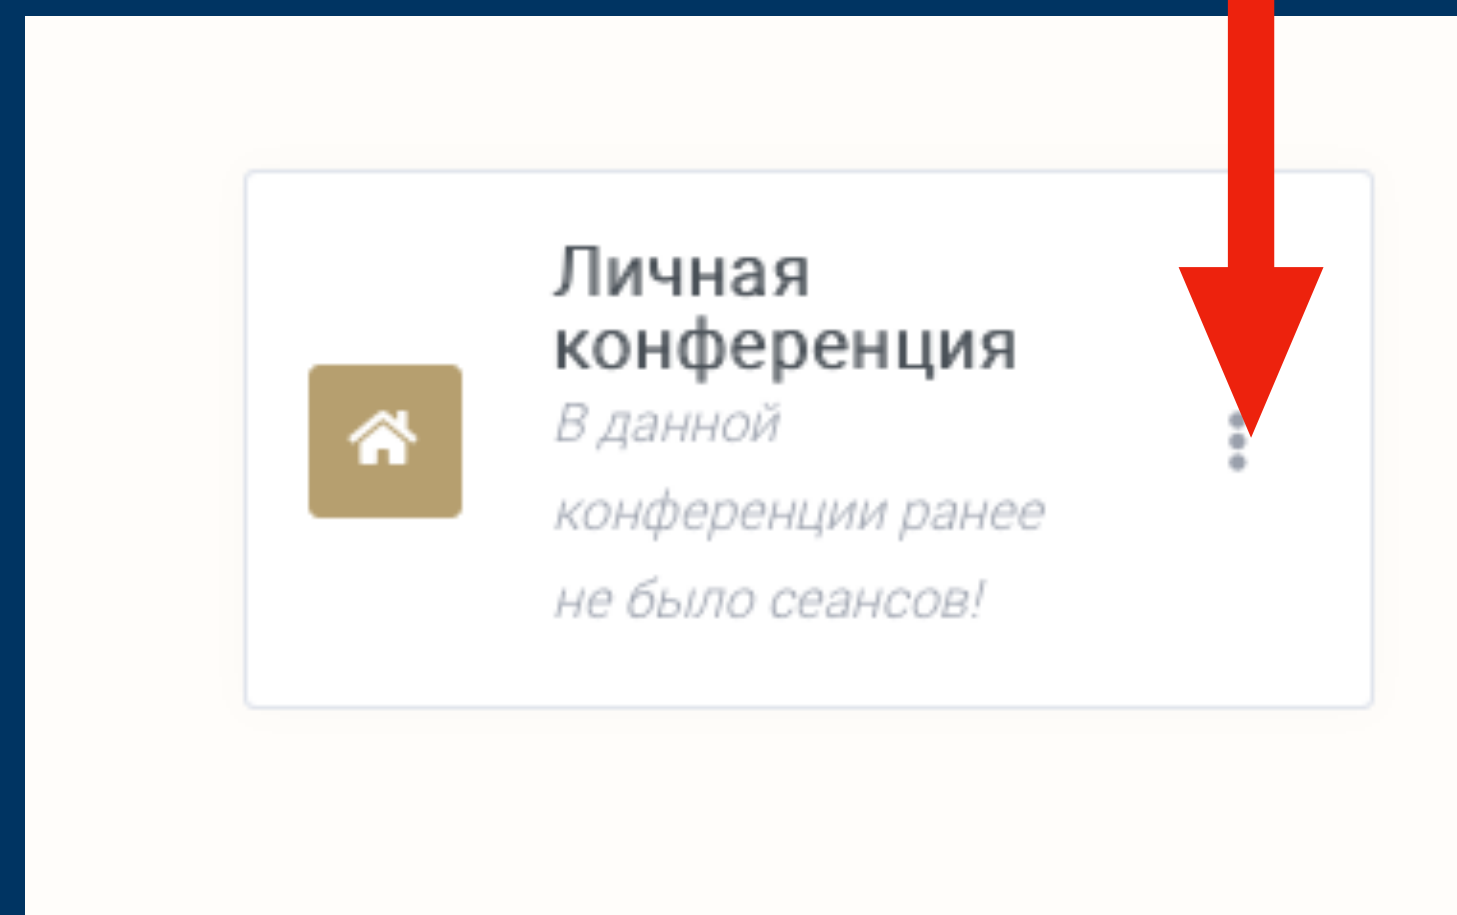 Личная
конференция
В данной
конференции ранее
не было сеансов!